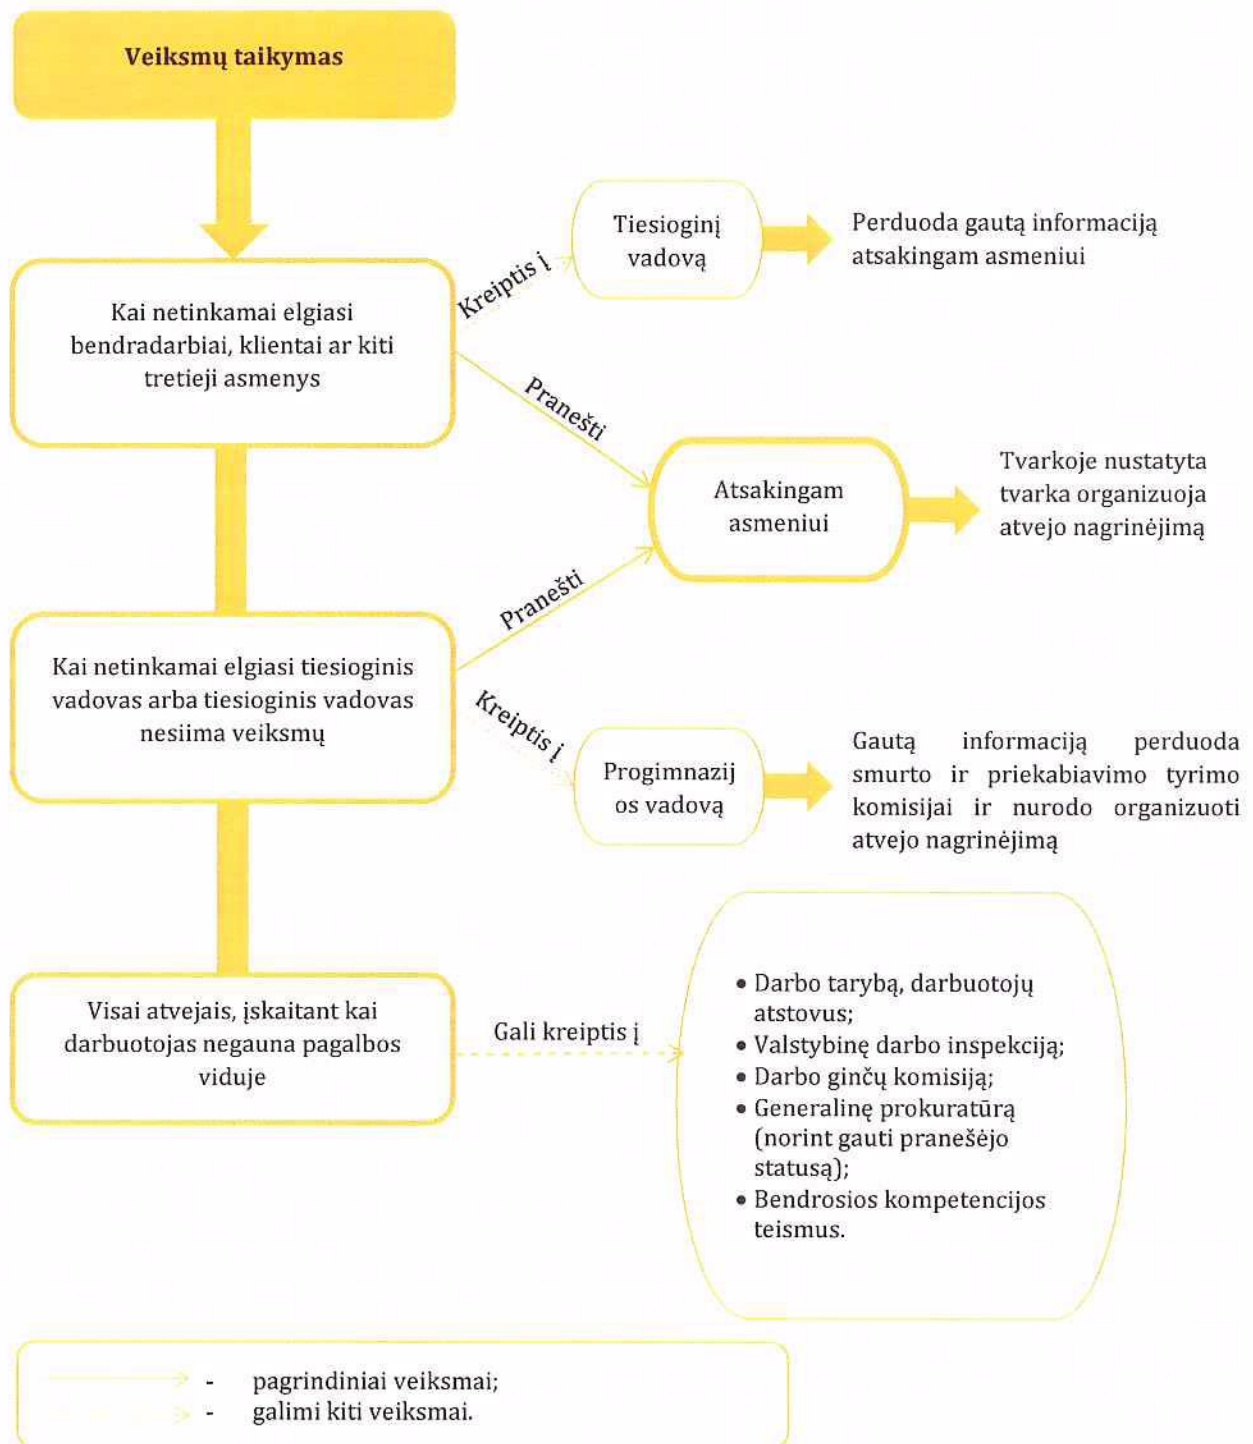 Veiksmų taikymas
Kai netinkamai elgiasi
bendradarbiai, klientai ar kiti
tretieji asmenys
Kreiptis į
Tiesioginį
vadovą
Perduoda gautą informaciją
atsakingam asmeniui
Pranešti
Atsakingam
asmeniui
Tvarkoje nustatyta
tvarka organizuoja
atvejo nagrinėjimą
Pranešti
Kai netinkamai elgiasi tiesioginis
vadovas arba tiesioginis vadovas
nesiima veiksmų
Kreiptis į
Progimnazij
os vadovą
Gautą informaciją perduoda
smurto ir priekabiavimo tyrimo
komisijai ir nurodo organizuoti
atvejo nagrinėjimą
Visai atvejais, įskaitant kai
darbuotojas negauna pagalbos
viduje
Gali kreiptis į
• Darbo tarybą, darbuotojų
atstovus;
• Valstybinę darbo inspekciją;
• Darbo ginčų komisiją;
• Generalinę prokuratūrą
(norint gauti pranešėjo
statusą);
• Bendrosios kompetencijos
teismus.
- pagrindiniai veiksmai;
- galimi kiti veiksmai.